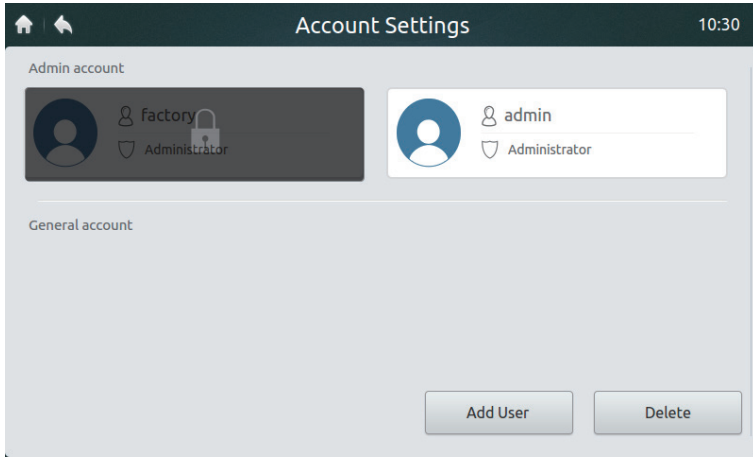 Account Settings 10:30
Admin account
factory admin
Administrator Administrator
General account
Add User Delete